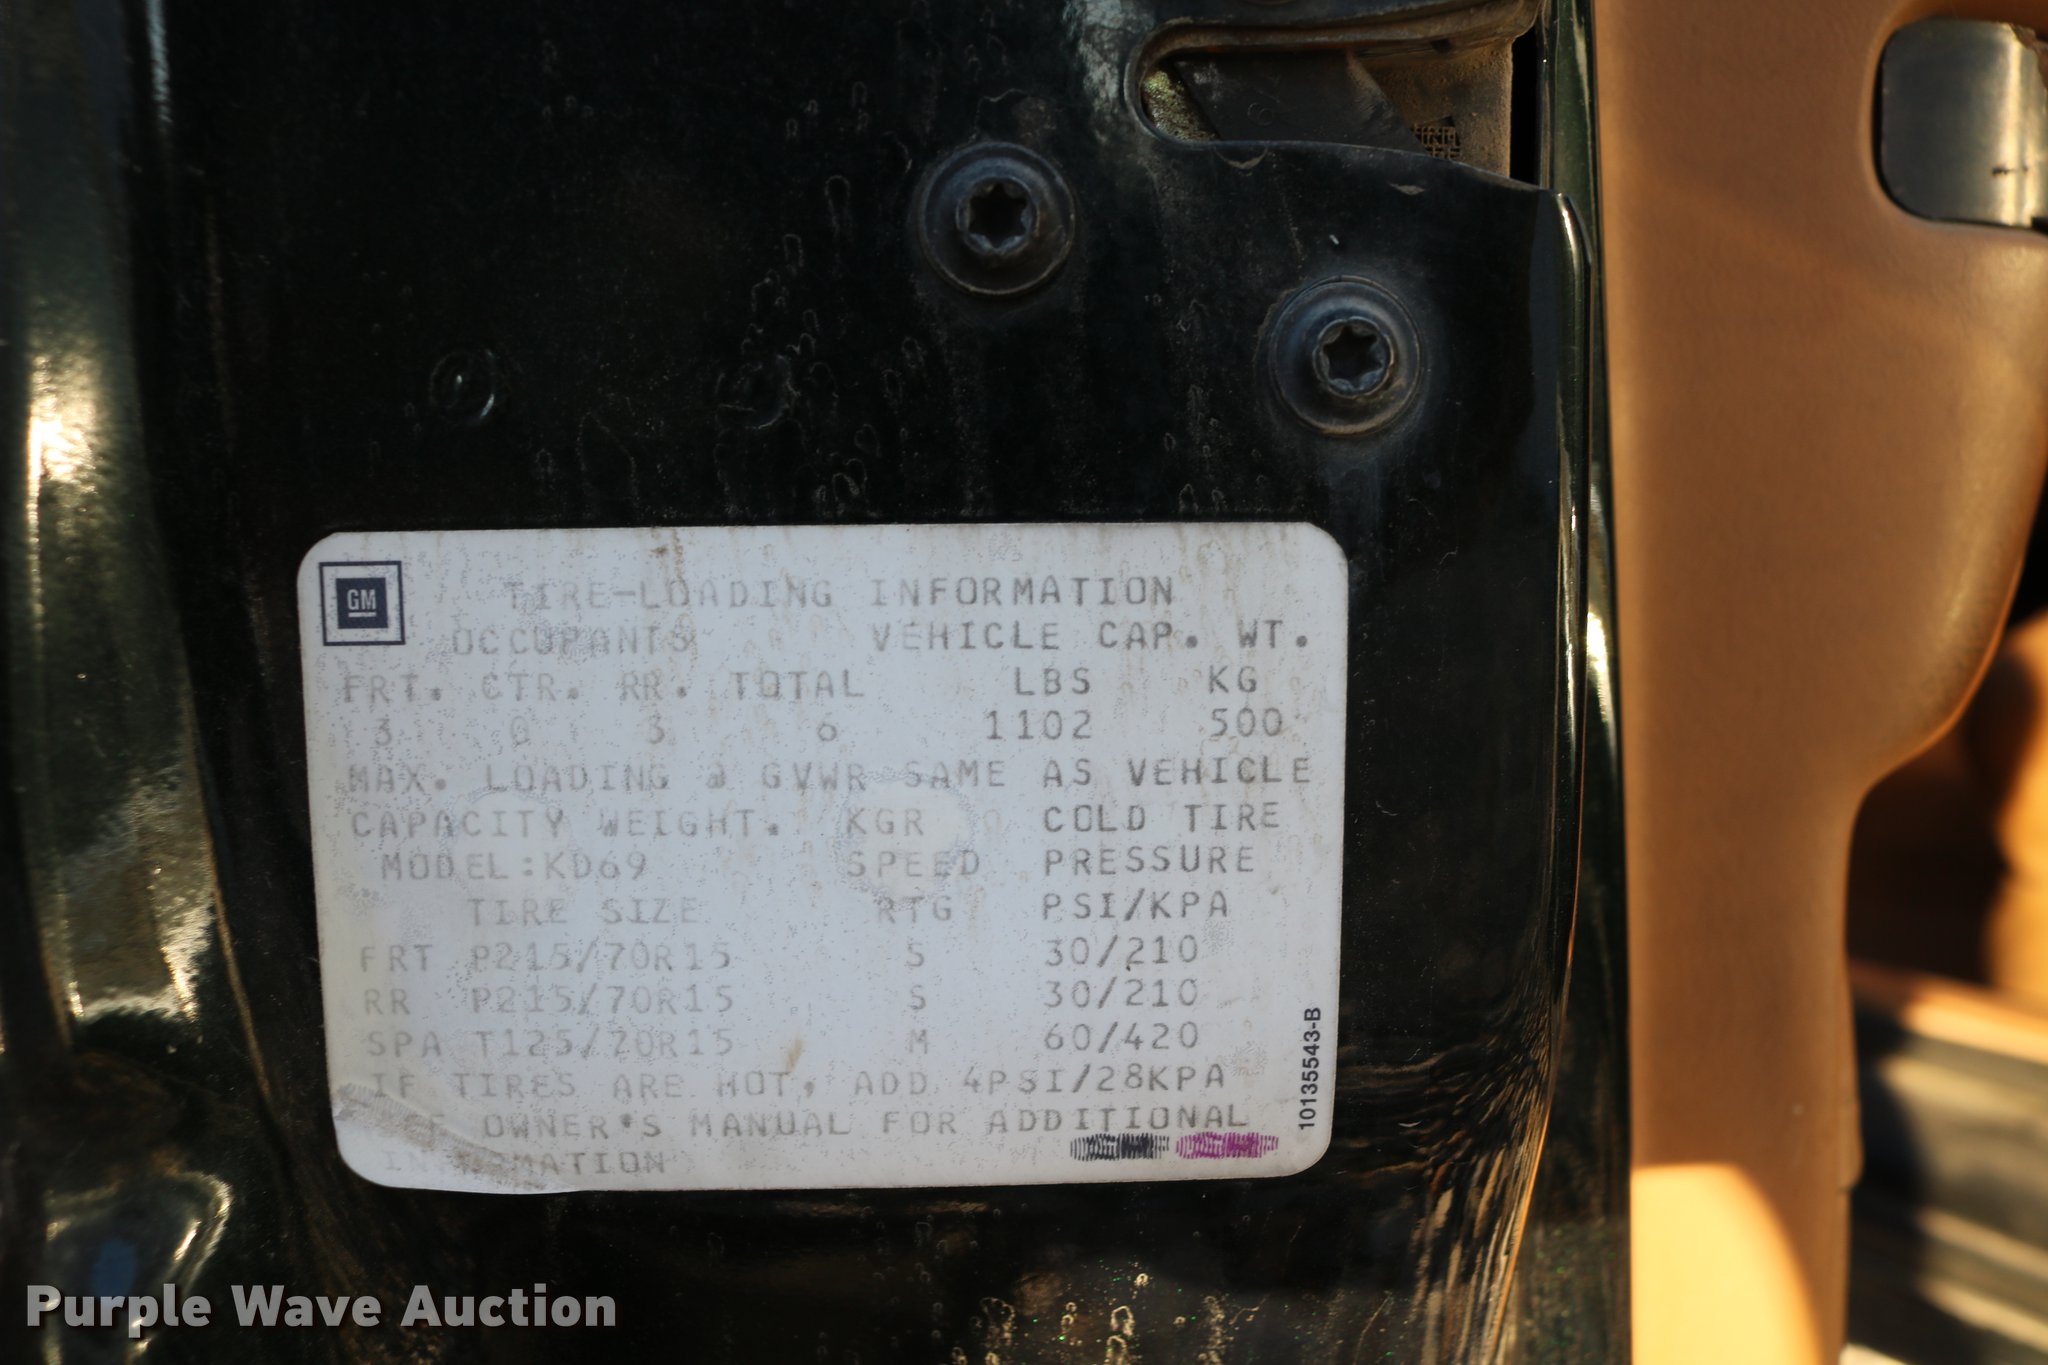 GM
TIRE-LOADING INFORMATION
OCCUPANTS VEHICLE CAP. WT.
FRT. CTR. RR. TOTAL LBS KG
3 0 3 6 1102 500
MAX. LOADING @ GVWR SAME AS VEHICLE
CAPACITY WEIGHT. KGR COLD TIRE
MODEL:KD69 SPEED PRESSURE
TIRE SIZE RTG PSI/KPA
FRT P215/70R15 S 30/210
RR P215/70R15 S 30/210
SPA T125/70R15 M 60/420
IF TIRES ARE HOT, ADD 4PSI/28KPA
SEE OWNER'S MANUAL FOR ADDITIONAL
INFORMATION
10135543-B
Purple Wave Auction